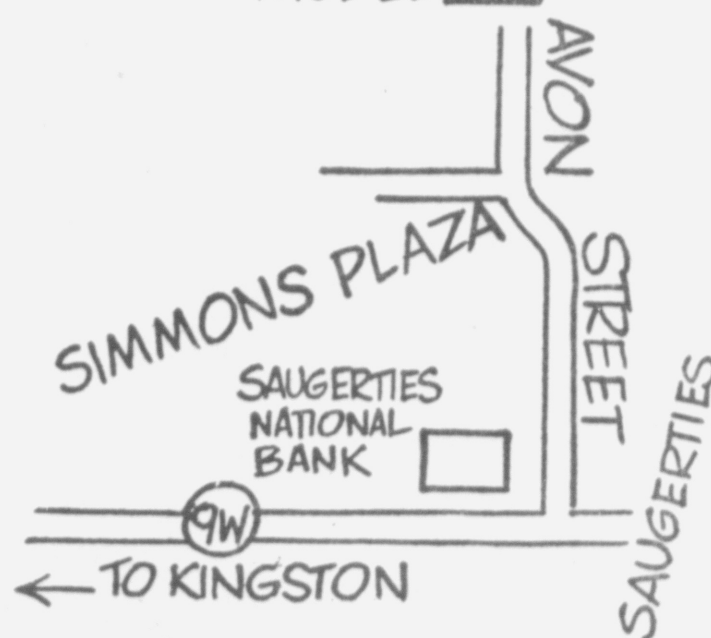 AVON
STREET
SIMMONS PLAZA
SAUGERTIES
NATIONAL
BANK
9W
TO KINGSTON
SAUGERTIES